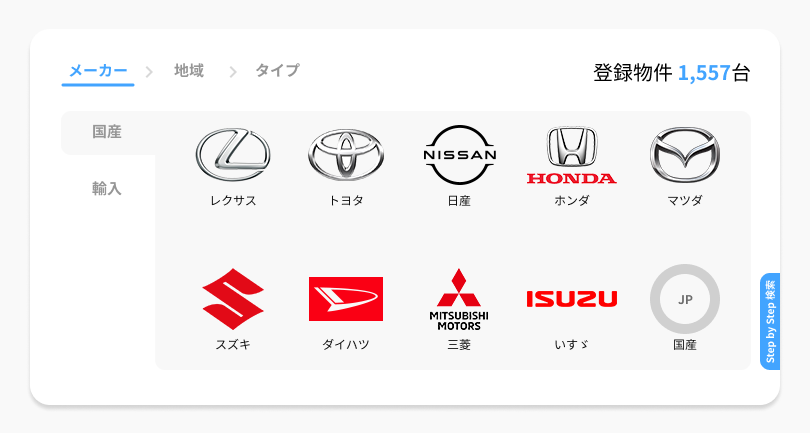 メーカー
地域
タイプ
登録物件 1,557台
国産
輸入
NISSAN
HONDA
レクサス
トヨタ
日産
ホンダ
マツダ
MITSUBISHI
MOTORS
ISUZU
JP
スズキ
ダイハツ
三菱
いすゞ
国産
Step by Step 検索